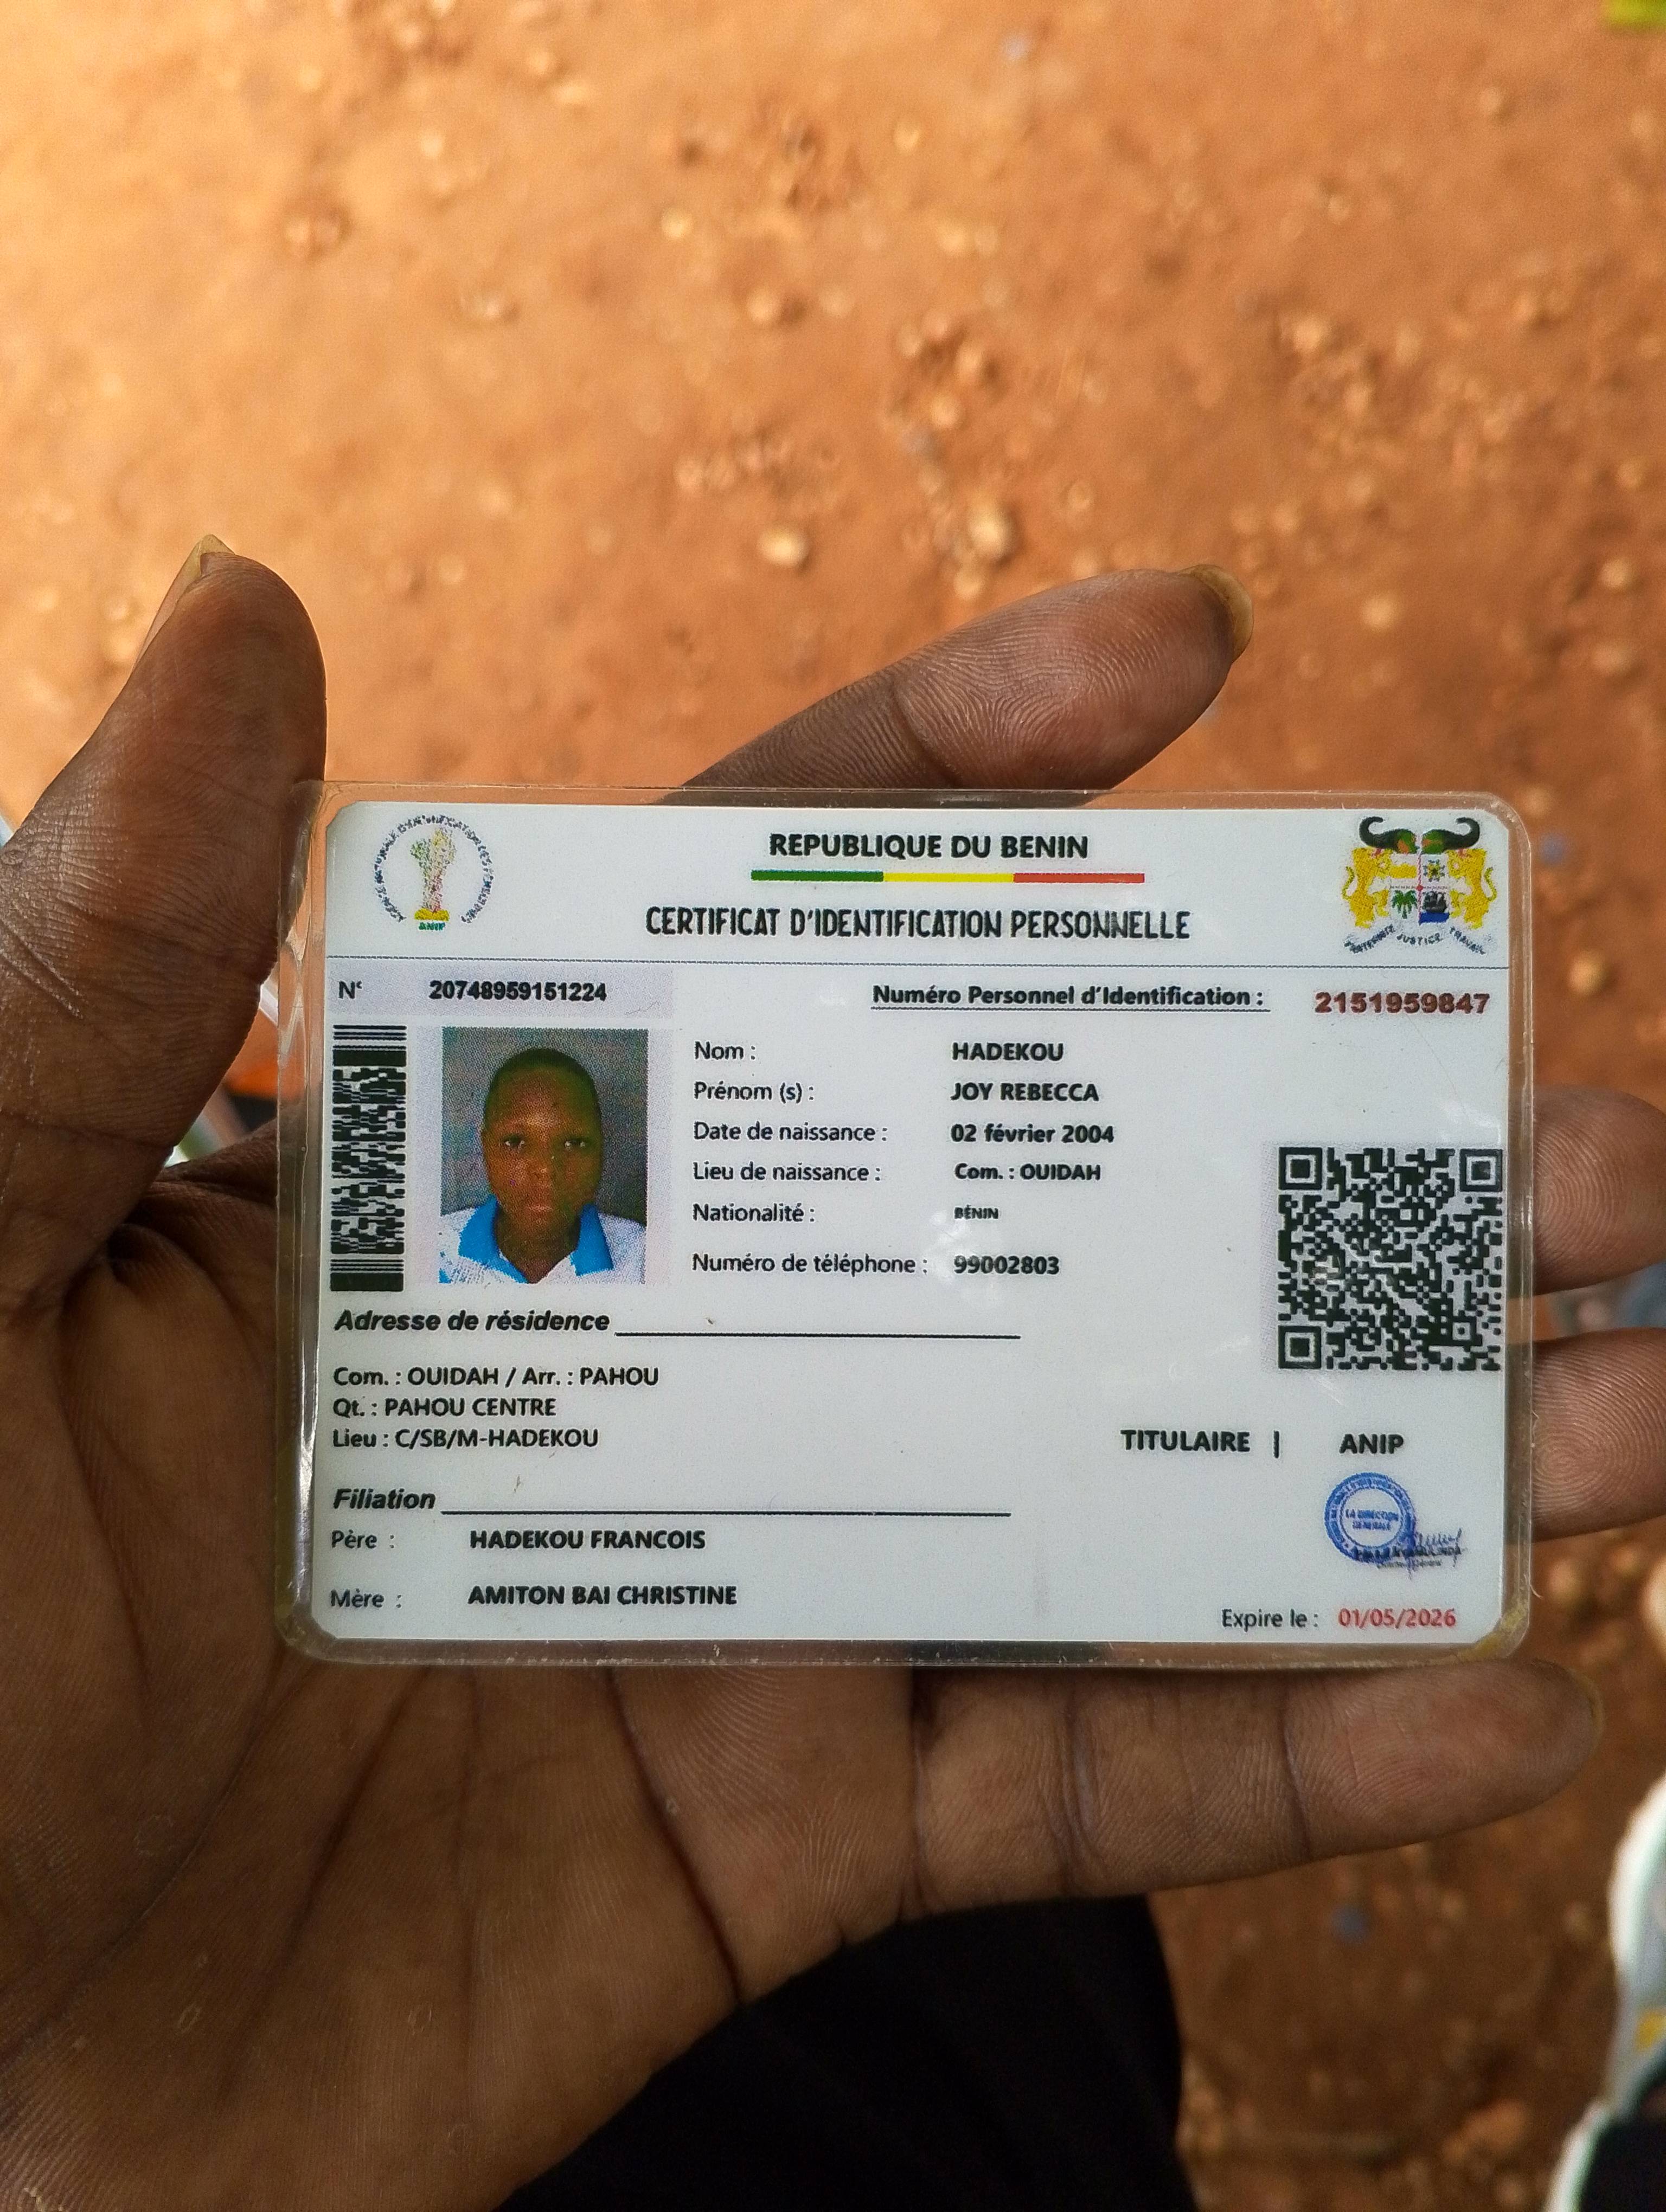 REPUBLIQUE DU BENIN
CERTIFICAT D'IDENTIFICATION PERSONNELLE
ANIP
FRATERNITE JUSTICE TRAVAIL
N° 20748959151224
Numéro Personnel d'Identification : 2151959847
Nom : HADEKOU
Prénom (s) : JOY REBECCA
Date de naissance : 02 février 2004
Lieu de naissance : Com. : OUIDAH
Nationalité : BÉNIN
Numéro de téléphone : 99002803
Adresse de résidence
Com. : OUIDAH / Arr. : PAHOU
Qt. : PAHOU CENTRE
Lieu : C/SB/M-HADEKOU
TITULAIRE | ANIP
LA DIRECTION
GENERALE
Filiation
Père : HADEKOU FRANCOIS
Mère : AMITON BAI CHRISTINE
Expire le : 01/05/2026